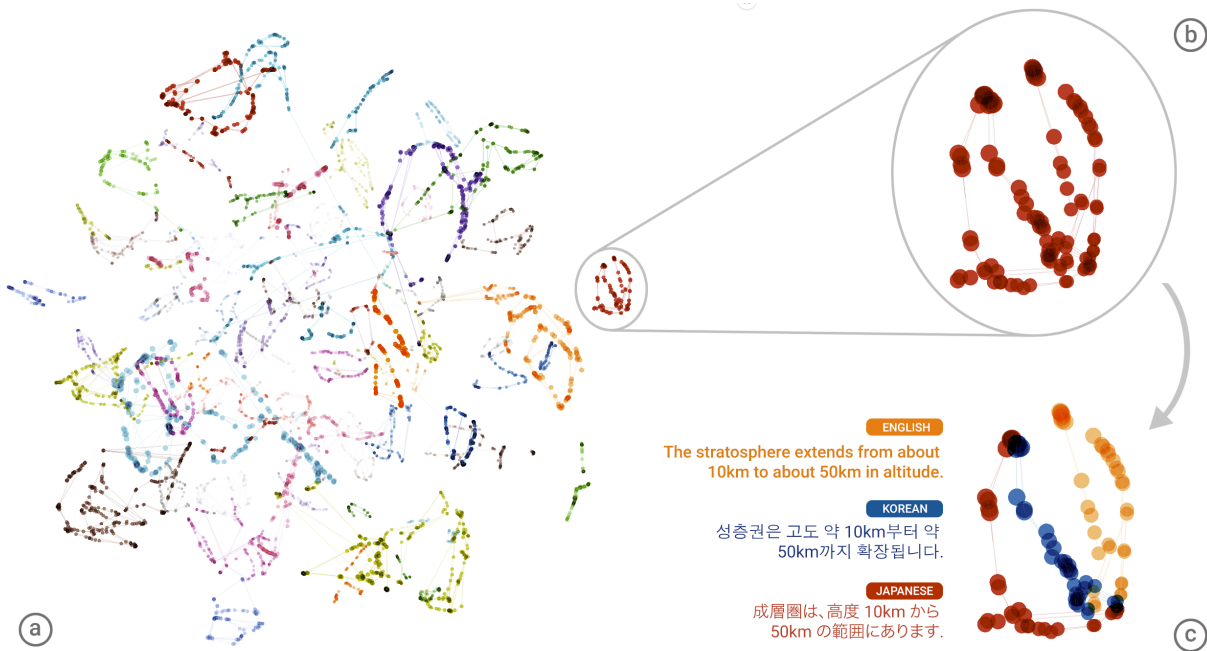 b
ENGLISH
The stratosphere extends from about
10km to about 50km in altitude.
KOREAN
성층권은 고도 약 10km부터 약
50km까지 확장됩니다.
JAPANESE
成層圏は、高度 10km から
50km の範囲にあります。
a
c